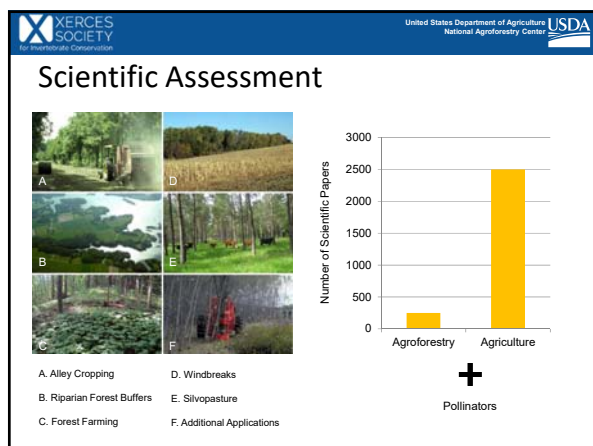 XERCES
SOCIETY
for Invertebrate Conservation
United States Department of Agriculture
National Agroforestry Center
USDA
Scientific Assessment
A
D
B
E
C
F
A. Alley Cropping
D. Windbreaks
B. Riparian Forest Buffers
E. Silvopasture
C. Forest Farming
F. Additional Applications
Number of Scientific Papers
3000
2500
2000
1500
1000
500
0
Agroforestry
Agriculture
+
Pollinators